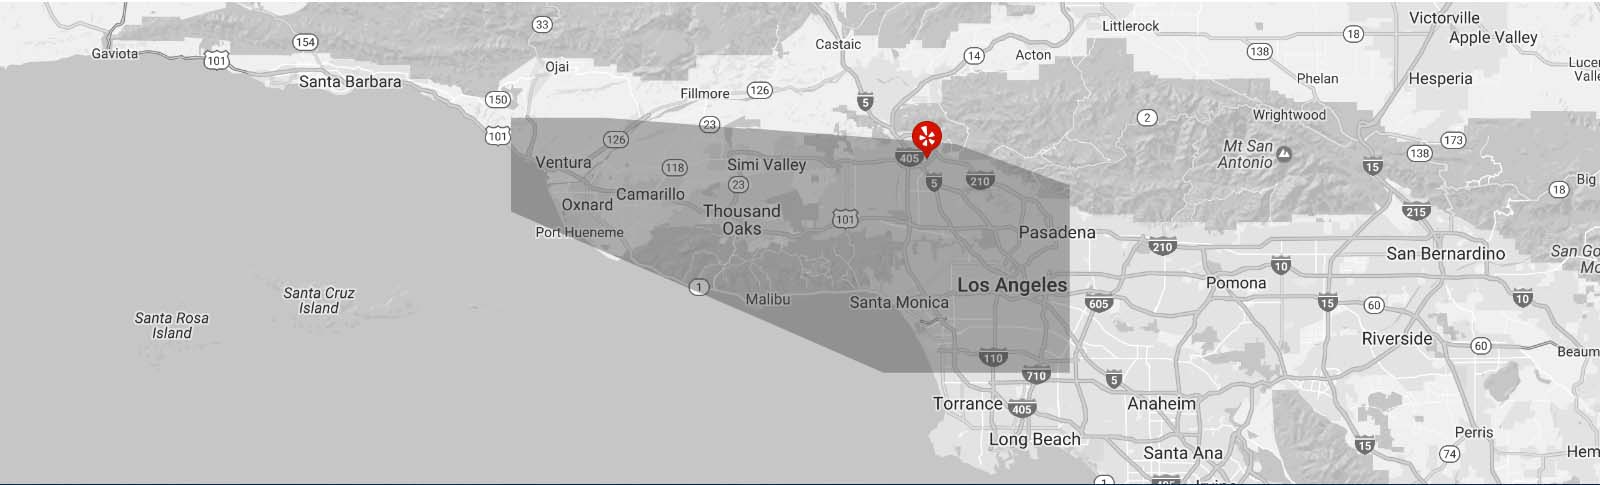 33
Victorville
Littlerock
18
Apple Valley
154
Castaic
138
Gaviota
101
14
Acton
Ojai
Phelan
Hesperia
Santa Barbara
Fillmore
126
150
5
2
Wrightwood
101
23
126
405
Mt San
Antonio
138
173
Ventura
118
Simi Valley
15
5
210
23
18
Big
Camarillo
Oxnard
Thousand
Oaks
101
215
Port Hueneme
Pasadena
210
San Bernardino
San Go
10
Santa Cruz
Island
1
Malibu
Santa Monica
Los Angeles
605
Pomona
15
60
10
Santa Rosa
Island
Riverside
60
Beaum
110
710
5
Torrance
405
Anaheim
Long Beach
Perris
15
Santa Ana
74
Hem